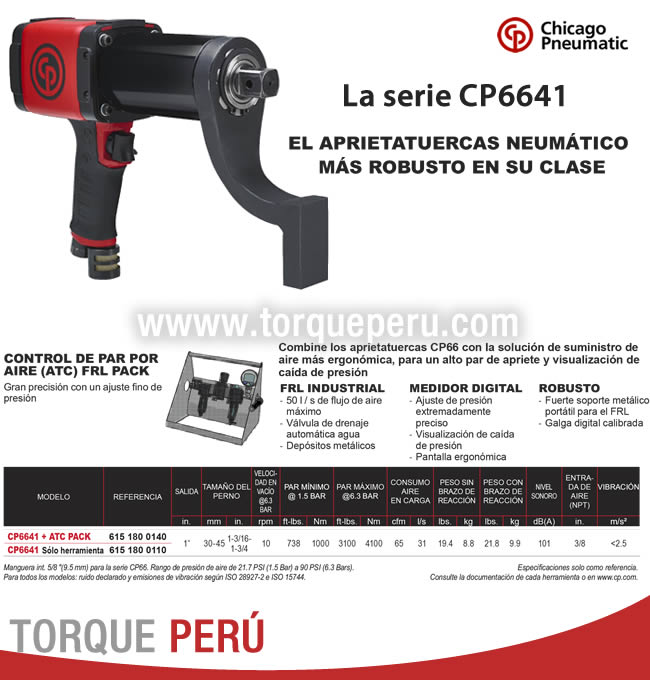 CP
Chicago
Pneumatic
La serie CP6641
EL APRIETATUERCAS NEUMÁTICO
MÁS ROBUSTO EN SU CLASE
www.torqueperu.com
CONTROL DE PAR POR
AIRE (ATC) FRL PACK
Gran precisión con un ajuste fino de
presión
Combine los aprietatuercas CP66 con la solución de suministro de
aire más ergonómica, para un alto par de apriete y visualización de
caída de presión
FRL INDUSTRIAL
- 50 l / s de flujo de aire
máximo
- Válvula de drenaje
automática agua
- Depósitos metálicos
MEDIDOR DIGITAL
- Ajuste de presión
extremadamente
preciso
- Visualización de caída
de presión
- Pantalla ergonómica
ROBUSTO
- Fuerte soporte metálico
portátil para el FRL
- Galga digital calibrada
MODELO REFERENCIA SALIDA TAMAÑO DEL PERNO VELOCIDAD EN VACÍO @6.3 BAR PAR MÍNIMO @ 1.5 BAR PAR MÁXIMO @6.3 BAR CONSUMO AIRE EN CARGA PESO SIN BRAZO DE REACCIÓN PESO CON BRAZO DE REACCIÓN NIVEL SONORO ENTRADA DE AIRE (NPT) VIBRACIÓN
in. mm in. rpm ft-lbs. Nm ft-lbs. Nm cfm l/s lbs. kg lbs. kg dB(A) in. m/s²
CP6641 + ATC PACK 615 180 0140
CP6641 Sólo herramienta 615 180 0110
1" 30-45 1-3/16-1-3/4 10 738 1000 3100 4100 65 31 19.4 8.8 21.8 9.9 101 3/8 <2.5
Manguera int. 5/8 "(9.5 mm) para la serie CP66. Rango de presión de aire de 21.7 PSI (1.5 Bar) a 90 PSI (6.3 Bars).
Para todos los modelos: ruido declarado y emisiones de vibración según ISO 28927-2 e ISO 15744.
Especificaciones solo como referencia.
Consulte la documentación de cada herramienta o en www.cp.com.
TORQUE PERÚ